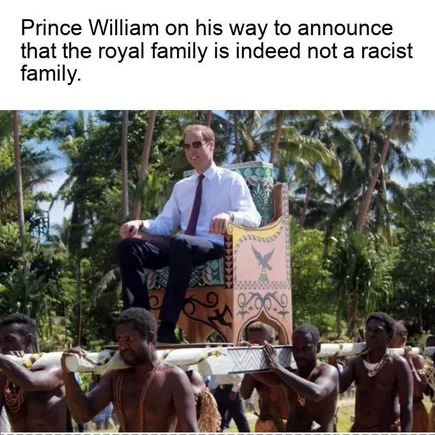 Prince William on his way to announce
that the royal family is indeed not a racist
family.